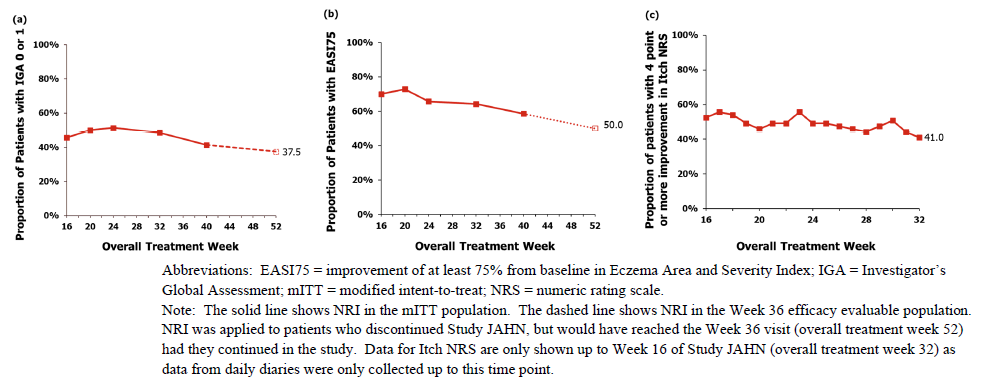 (a)
Proportion of Patients with IGA 0 or 1
100%
80%
60%
40%
20%
0%
37.5
16 20 24 28 32 36 40 44 48 52
Overall Treatment Week
(b)
Proportion of Patients with EASI75
100%
80%
60%
40%
20%
0%
50.0
16 20 24 28 32 36 40 44 48 52
Overall Treatment Week
(c)
Proportion of patients with 4 point
or more improvement in Itch NRS
100%
80%
60%
40%
20%
0%
41.0
16 20 24 28 32
Overall Treatment Week
Abbreviations: EASI75 = improvement of at least 75% from baseline in Eczema Area and Severity Index; IGA = Investigator's
Global Assessment; mITT = modified intent-to-treat; NRS = numeric rating scale.
Note: The solid line shows NRI in the mITT population. The dashed line shows NRI in the Week 36 efficacy evaluable population.
NRI was applied to patients who discontinued Study JAHN, but would have reached the Week 36 visit (overall treatment week 52)
had they continued in the study. Data for Itch NRS are only shown up to Week 16 of Study JAHN (overall treatment week 32) as
data from daily diaries were only collected up to this time point.